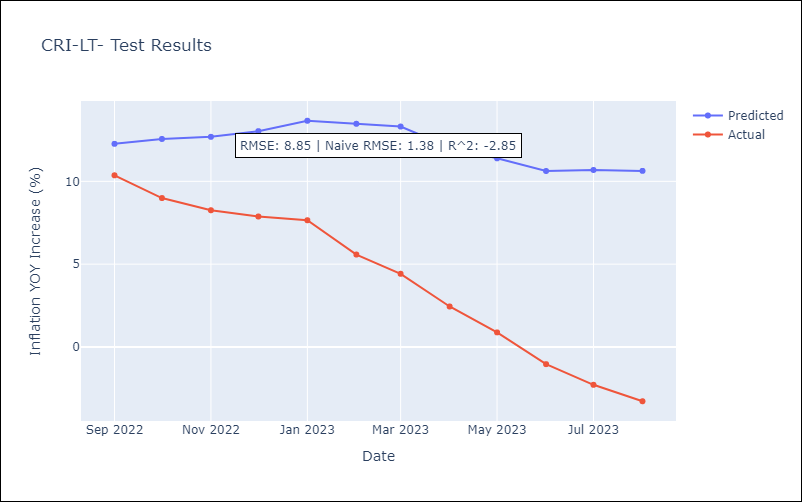 CRI-LT- Test Results
Predicted
Actual
RMSE: 8.85 | Naive RMSE: 1.38 | R^2: -2.85
Inflation YOY Increase (%)
10
5
0
Sep 2022
Nov 2022
Jan 2023
Mar 2023
May 2023
Jul 2023
Date